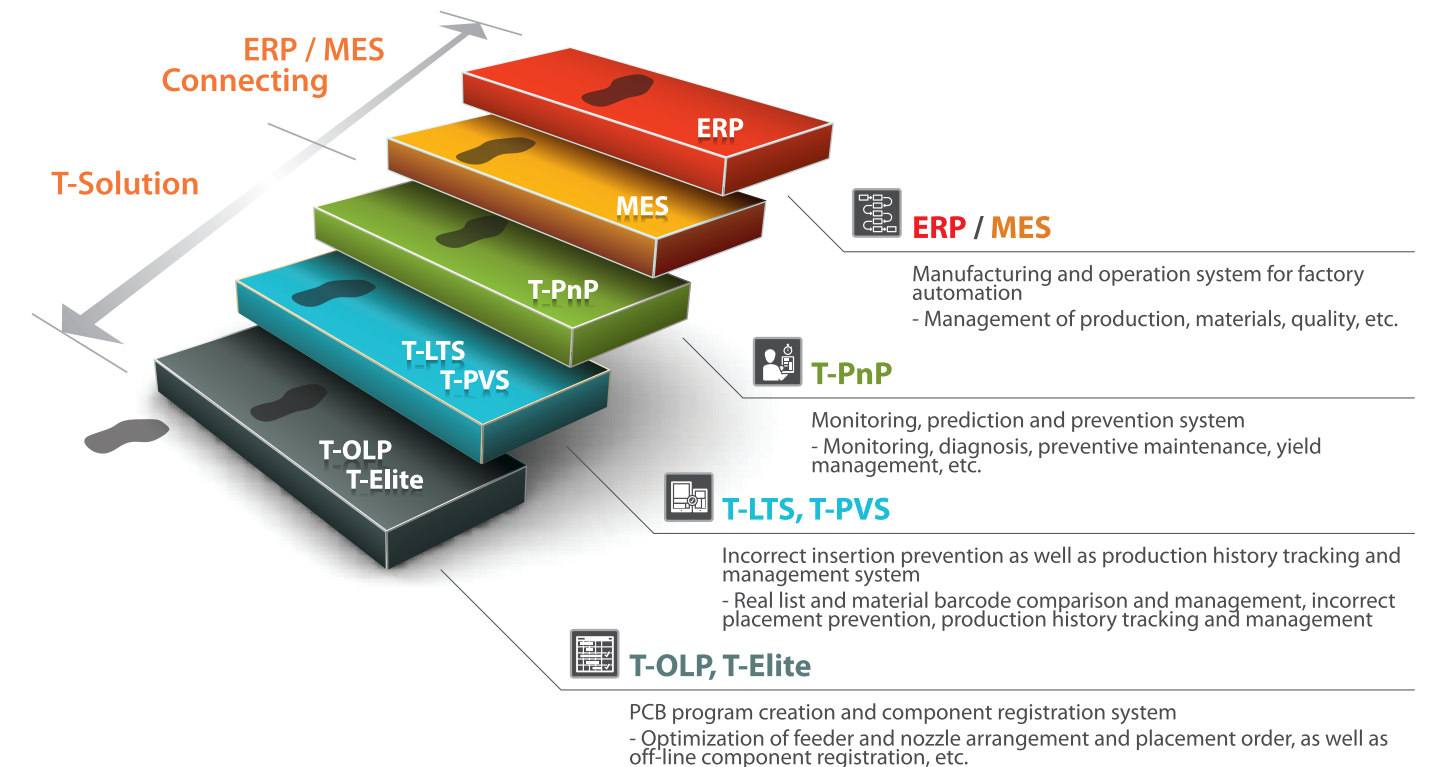 ERP / MES
Connecting
T-Solution
ERP
MES
T-PnP
T-LTS
T-PVS
T-OLP
T-Elite
ERP / MES
Manufacturing and operation system for factory
automation
- Management of production, materials, quality, etc.
T-PnP
Monitoring, prediction and prevention system
- Monitoring, diagnosis, preventive maintenance, yield
management, etc.
T-LTS, T-PVS
Incorrect insertion prevention as well as production history tracking and
management system
- Real list and material barcode comparison and management, incorrect
placement prevention, production history tracking and management
T-OLP, T-Elite
PCB program creation and component registration system
- Optimization of feeder and nozzle arrangement and placement order, as well as
off-line component registration, etc.